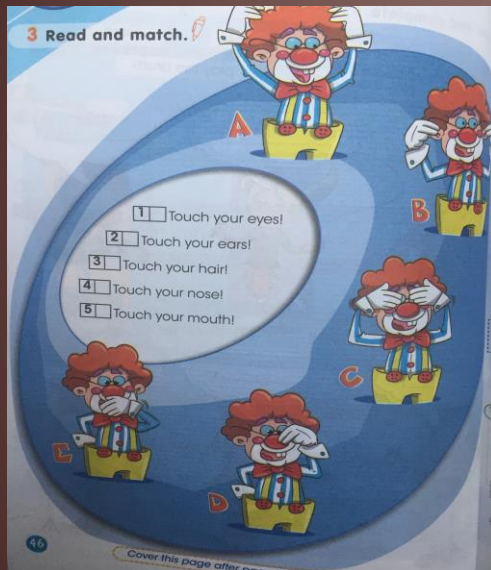 3 Read and match.
A
B
1 Touch your eyes!
2 Touch your ears!
3 Touch your hair!
4 Touch your nose!
5 Touch your mouth!
C
E
D
46
Cover this page after